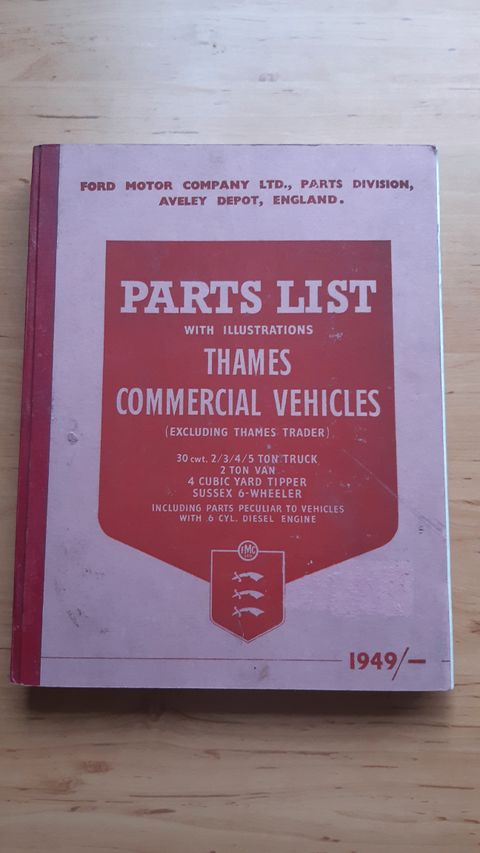 FORD MOTOR COMPANY LTD., PARTS DIVISION,
AVELEY DEPOT, ENGLAND.
PARTS LIST
WITH ILLUSTRATIONS
THAMES
COMMERCIAL VEHICLES
(EXCLUDING THAMES TRADER)
30 cwt. 2/3/4/5 TON TRUCK
2 TON VAN
4 CUBIC YARD TIPPER
SUSSEX 6-WHEELER
INCLUDING PARTS PECULIAR TO VEHICLES
WITH 6 CYL. DIESEL ENGINE
FMC
LTD
1949/—